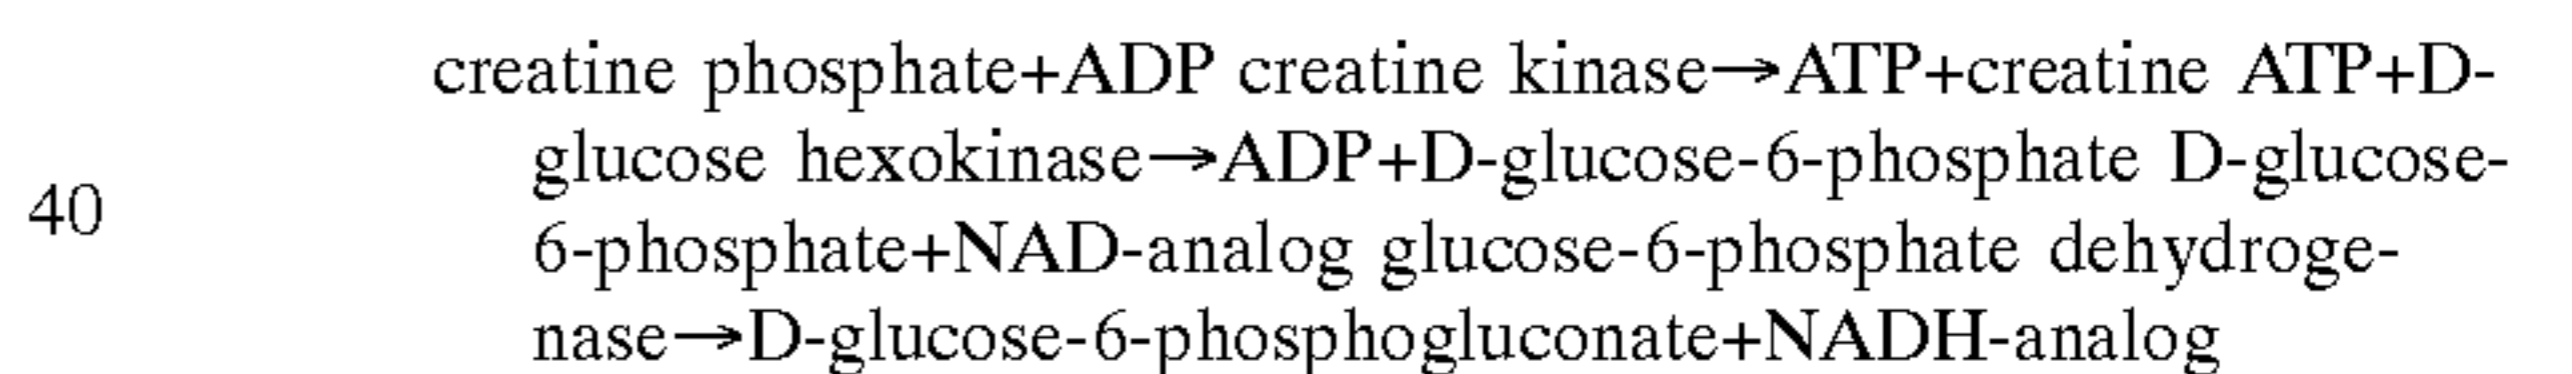 creatine phosphate+ADP creatine kinase→ATP+creatine ATP+D-
glucose hexokinase→ADP+D-glucose-6-phosphate D-glucose-
40
6-phosphate+NAD-analog glucose-6-phosphate dehydroge-
nase→D-glucose-6-phosphogluconate+NADH-analog